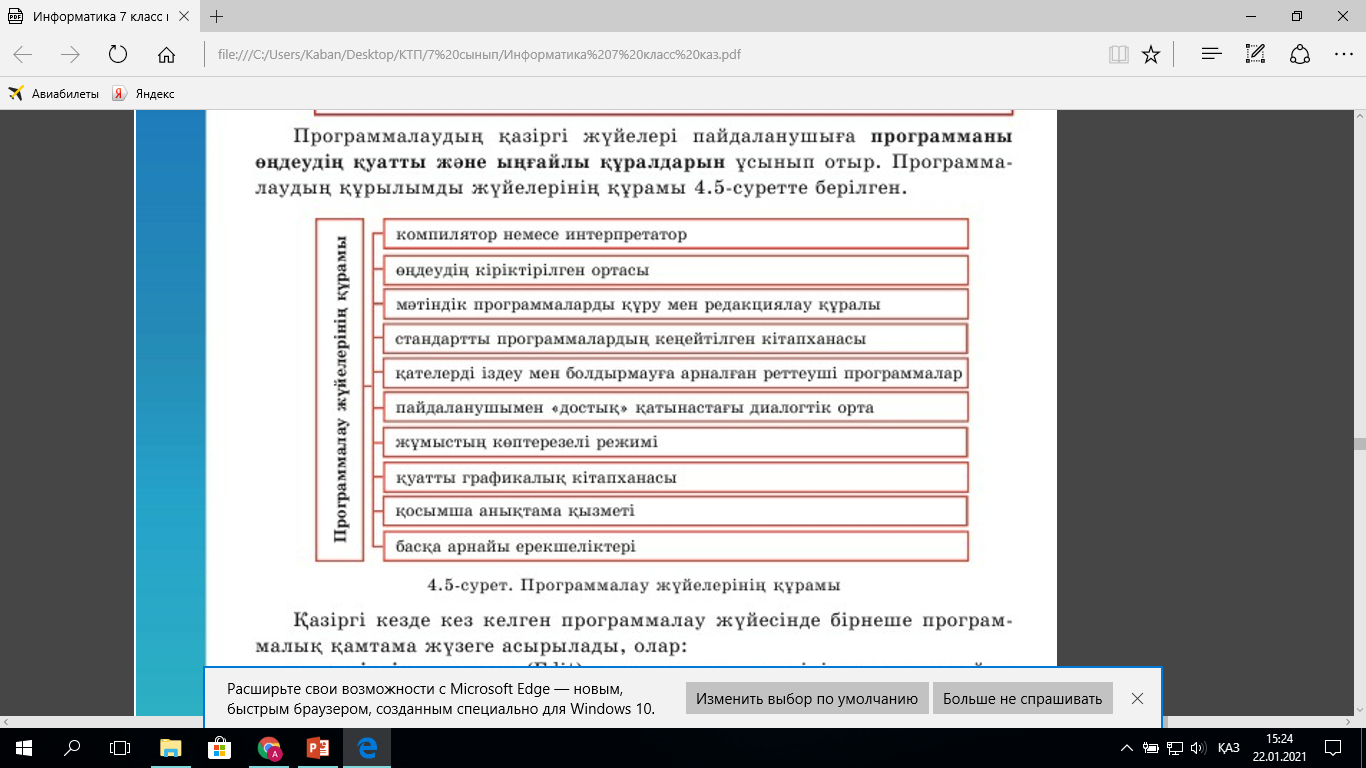 Информатика 7 класс
file:///C:/Users/Kaban/Desktop/КТП/7%20сынып/Информатика%207%20класс%20каз.pdf
Авиабилеты
Яндекс
Программалаудың қазіргі жүйелері пайдаланушыға программаны
өңдеудің қуатты және ыңғайлы құралдарын ұсынып отыр. Программа-
лаудың құрылымды жүйелерінің құрамы 4.5-суретте берілген.
Программалау жүйелерінің құрамы
компилятор немесе интерпретатор
өңдеудің кіріктірілген ортасы
мәтіндік программаларды құру мен редакциялау құралы
стандартты программалардың кеңейтілген кітапханасы
қателерді іздеу мен болдырмауға арналған реттеуші программалар
пайдаланушымен «достық» қатынастағы диалогтік орта
жұмыстың көптерезелі режимі
қуатты графикалық кітапханасы
қосымша анықтама қызметі
басқа арнайы ерекшеліктері
4.5-сурет. Программалау жүйелерінің құрамы
Қазіргі кезде кез келген программалау жүйесінде бірнеше програм-
малық қамтама жүзеге асырылады, олар:
Расширьте свои возможности с Microsoft Edge — новым,
быстрым браузером, созданным специально для Windows 10.
Изменить выбор по умолчанию
Больше не спрашивать
ҚАЗ
15:24
22.01.2021